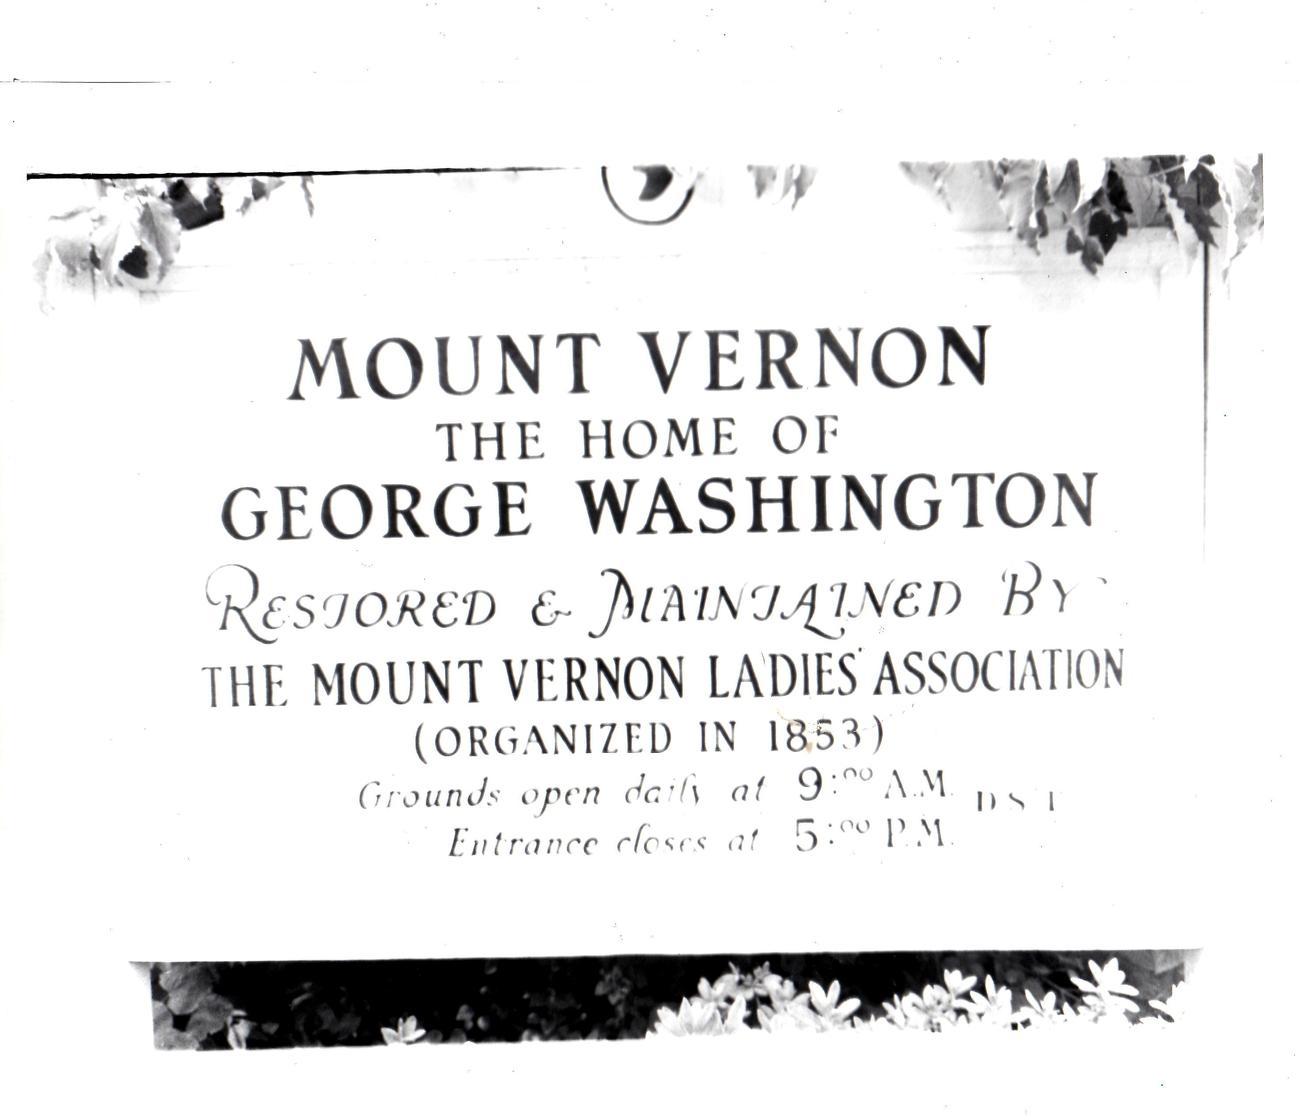 MOUNT VERNON
THE HOME OF
GEORGE WASHINGTON
RESTORED & MAINTAINED BY
THE MOUNT VERNON LADIES' ASSOCIATION
(ORGANIZED IN 1853)
Grounds open daily at 9:00 A.M. DST
Entrance closes at 5:00 P.M.